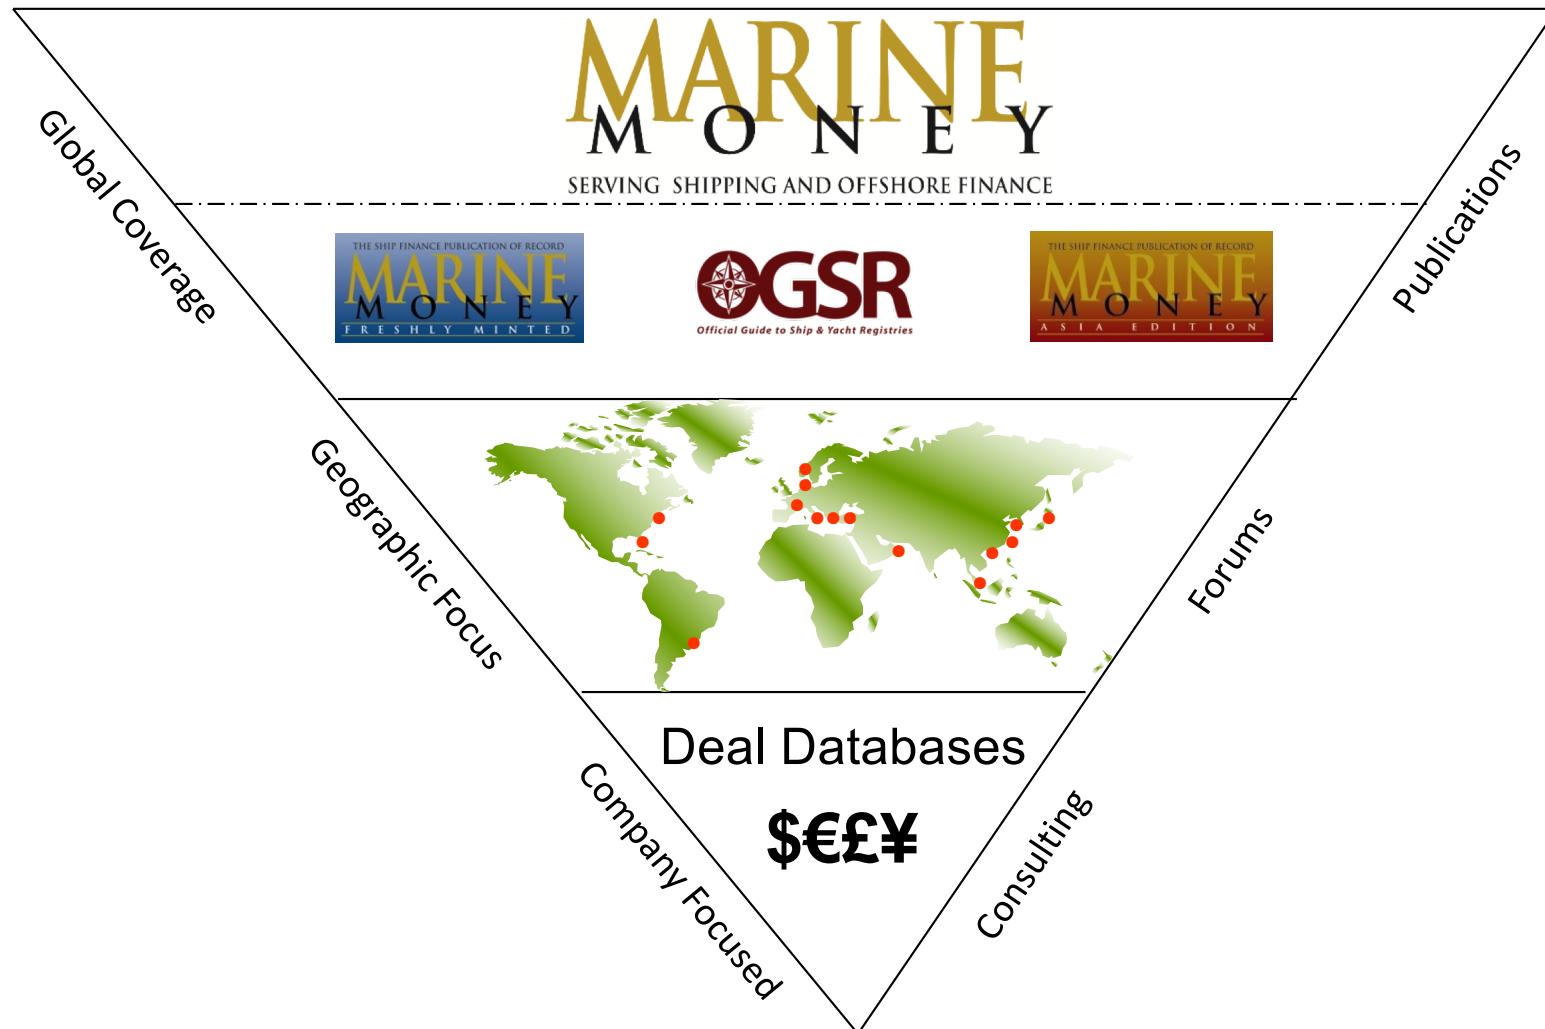 MARINE
MONEY
SERVING SHIPPING AND OFFSHORE FINANCE
Global Coverage
Publications
THE SHIP FINANCE PUBLICATION OF RECORD
MARINE
MONEY
FRESHLY MINTED
OGSR
Official Guide to Ship & Yacht Registries
THE SHIP FINANCE PUBLICATION OF RECORD
MARINE
MONEY
ASIA EDITION
Geographic Focus
Forums
Deal Databases
$€£¥
Company Focused
Consulting